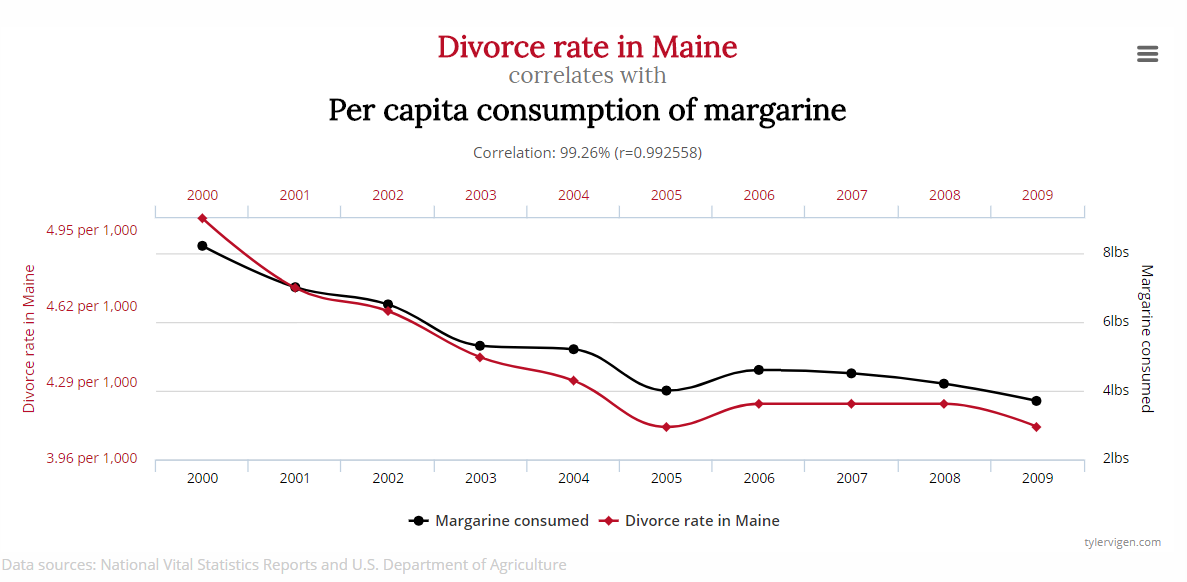 Divorce rate in Maine
correlates with
Per capita consumption of margarine
Correlation: 99.26% (r=0.992558)
2000 2001 2002 2003 2004 2005 2006 2007 2008 2009
4.95 per 1,000
4.62 per 1,000
4.29 per 1,000
3.96 per 1,000
Divorce rate in Maine
8lbs
6lbs
4lbs
2lbs
Margarine consumed
2000 2001 2002 2003 2004 2005 2006 2007 2008 2009
Margarine consumed Divorce rate in Maine
tylervigen.com
Data sources: National Vital Statistics Reports and U.S. Department of Agriculture